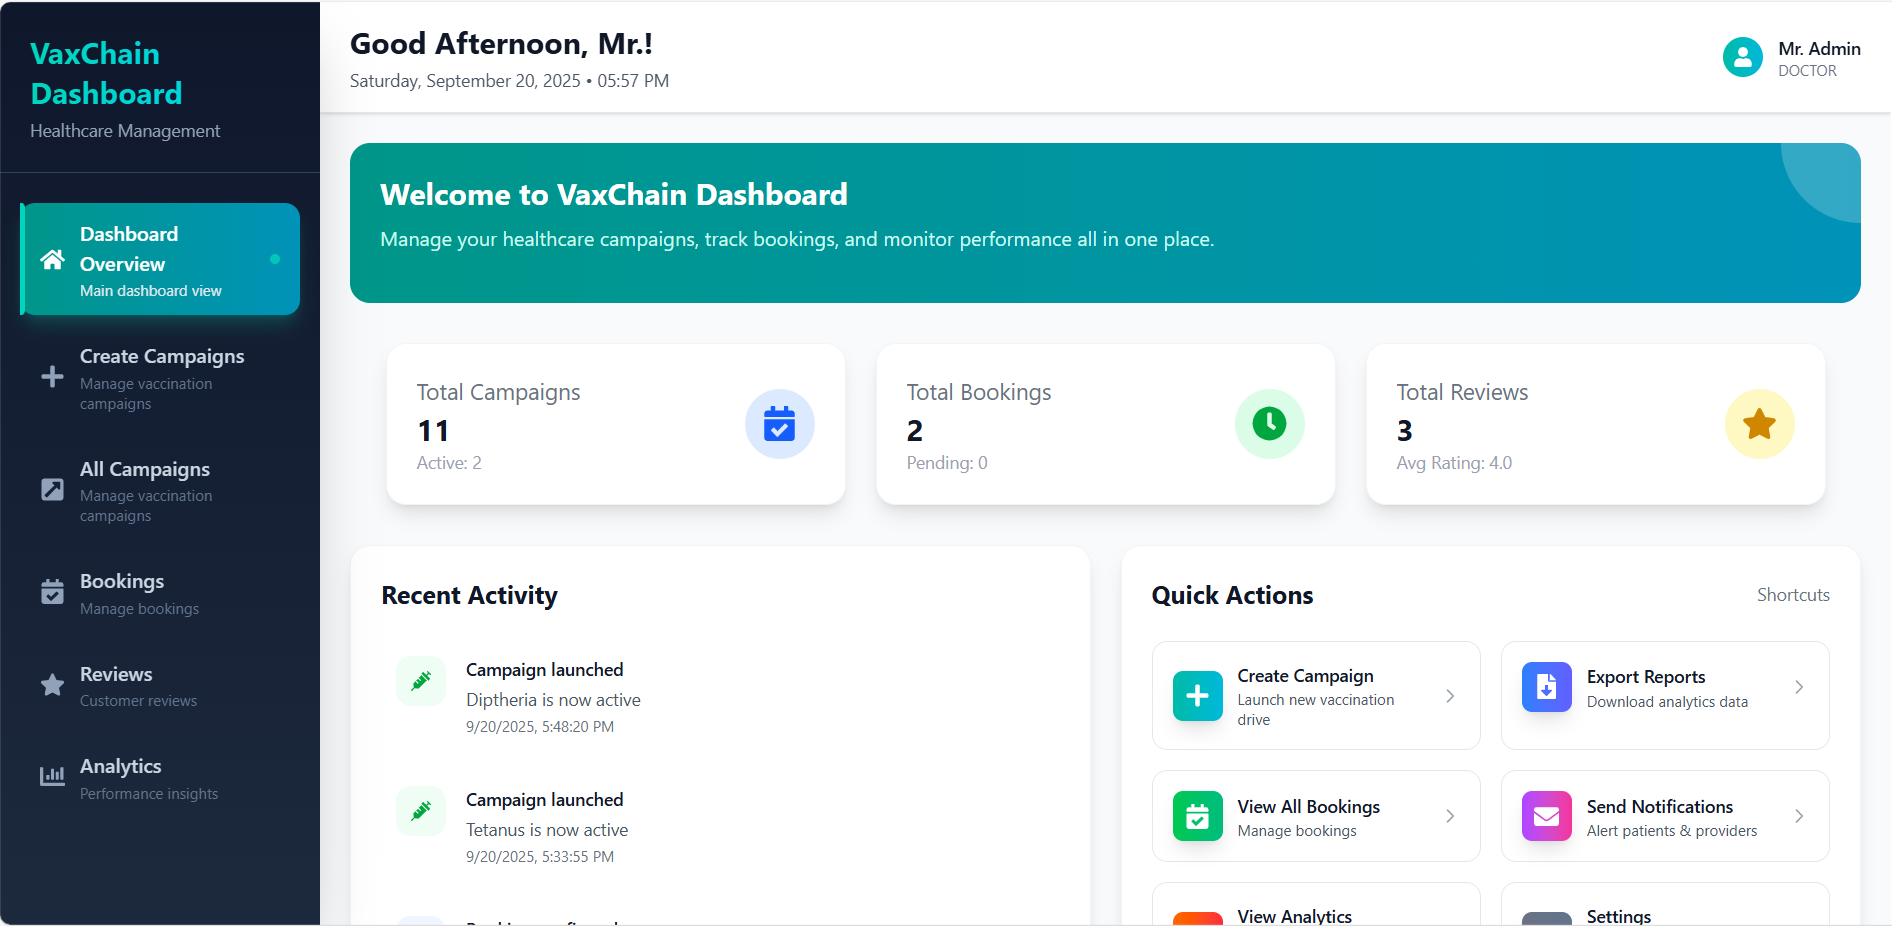 VaxChain
Dashboard
Healthcare Management
Dashboard
Overview
Main dashboard view
Create Campaigns
Manage vaccination
campaigns
All Campaigns
Manage vaccination
campaigns
Bookings
Manage bookings
Reviews
Customer reviews
Analytics
Performance insights
Good Afternoon, Mr.!
Saturday, September 20, 2025 • 05:57 PM
Mr. Admin
DOCTOR
Welcome to VaxChain Dashboard
Manage your healthcare campaigns, track bookings, and monitor performance all in one place.
Total Campaigns
11
Active: 2
Total Bookings
2
Pending: 0
Total Reviews
3
Avg Rating: 4.0
Recent Activity
Campaign launched
Diptheria is now active
9/20/2025, 5:48:20 PM
Campaign launched
Tetanus is now active
9/20/2025, 5:33:55 PM
Quick Actions
Shortcuts
Create Campaign
Launch new vaccination
drive
Export Reports
Download analytics data
View All Bookings
Manage bookings
Send Notifications
Alert patients & providers
View Analytics
Settings